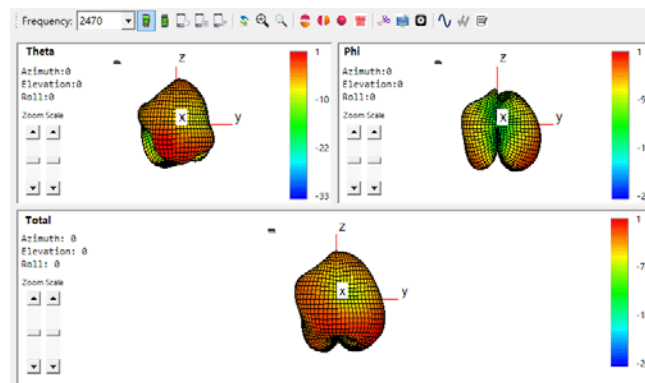 Frequency: 2470
Theta
Azimuth:0
Elevation:0
Roll:0
Zoom Scale
z
x
y
1
-10
-22
-33
Phi
Azimuth:0
Elevation:0
Roll:0
Zoom Scale
z
x
y
1
Total
Azimuth: 0
Elevation: 0
Roll: 0
Zoom Scale
z
x
y
1